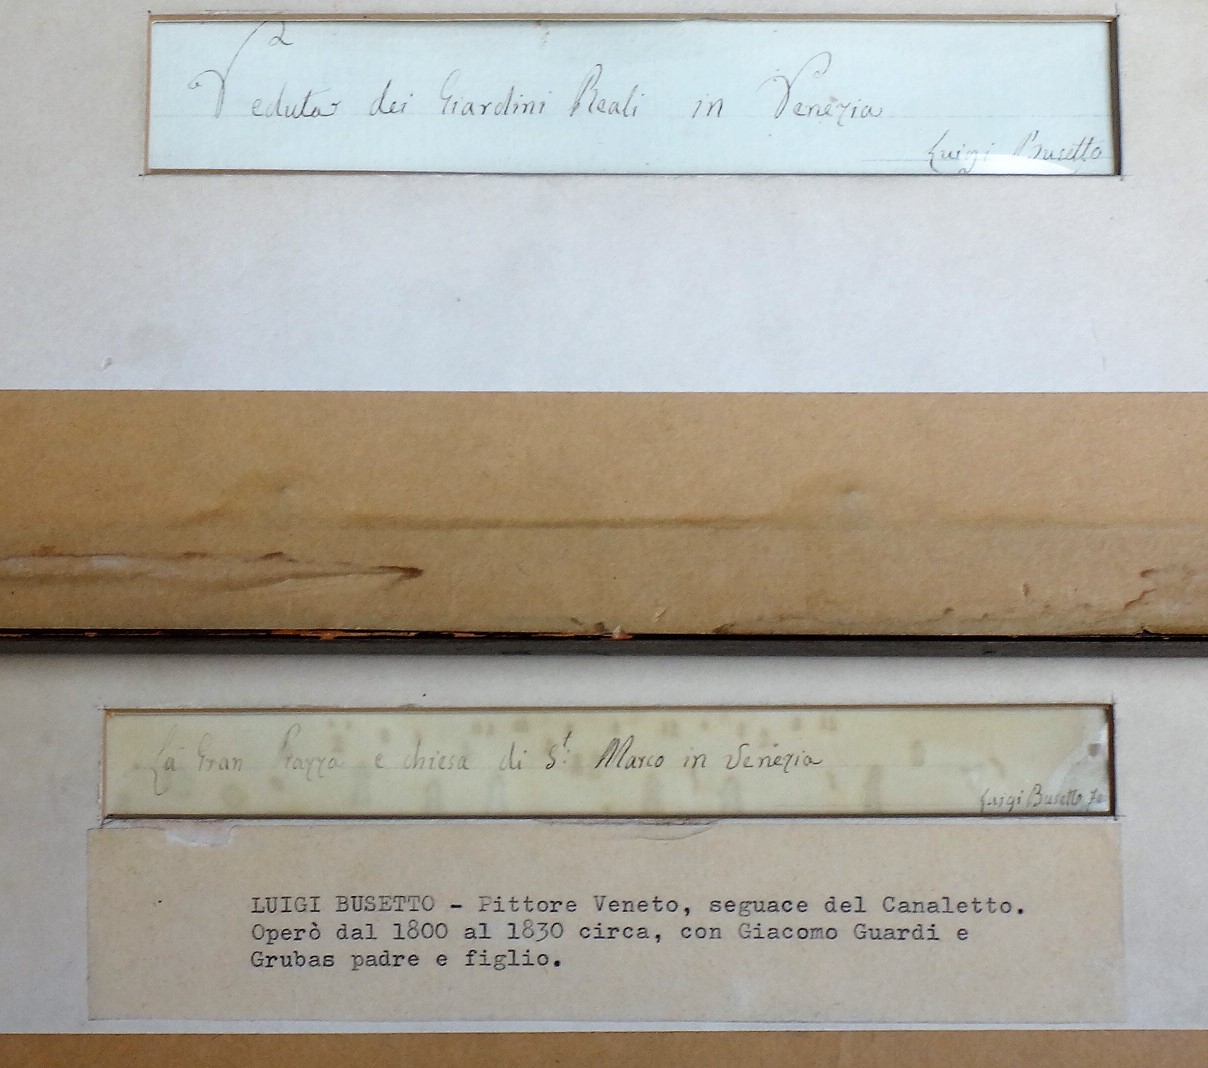 Veduta dei Giardini Reali in Venezia
Luigi Busetto
La Gran Piazza e chiesa di St: Marco in Venezia
Luigi Busetto
LUIGI BUSETTO - Pittore Veneto, seguace del Canaletto.
Operò dal 1800 al 1830 circa, con Giacomo Guardi e
Grubas padre e figlio.